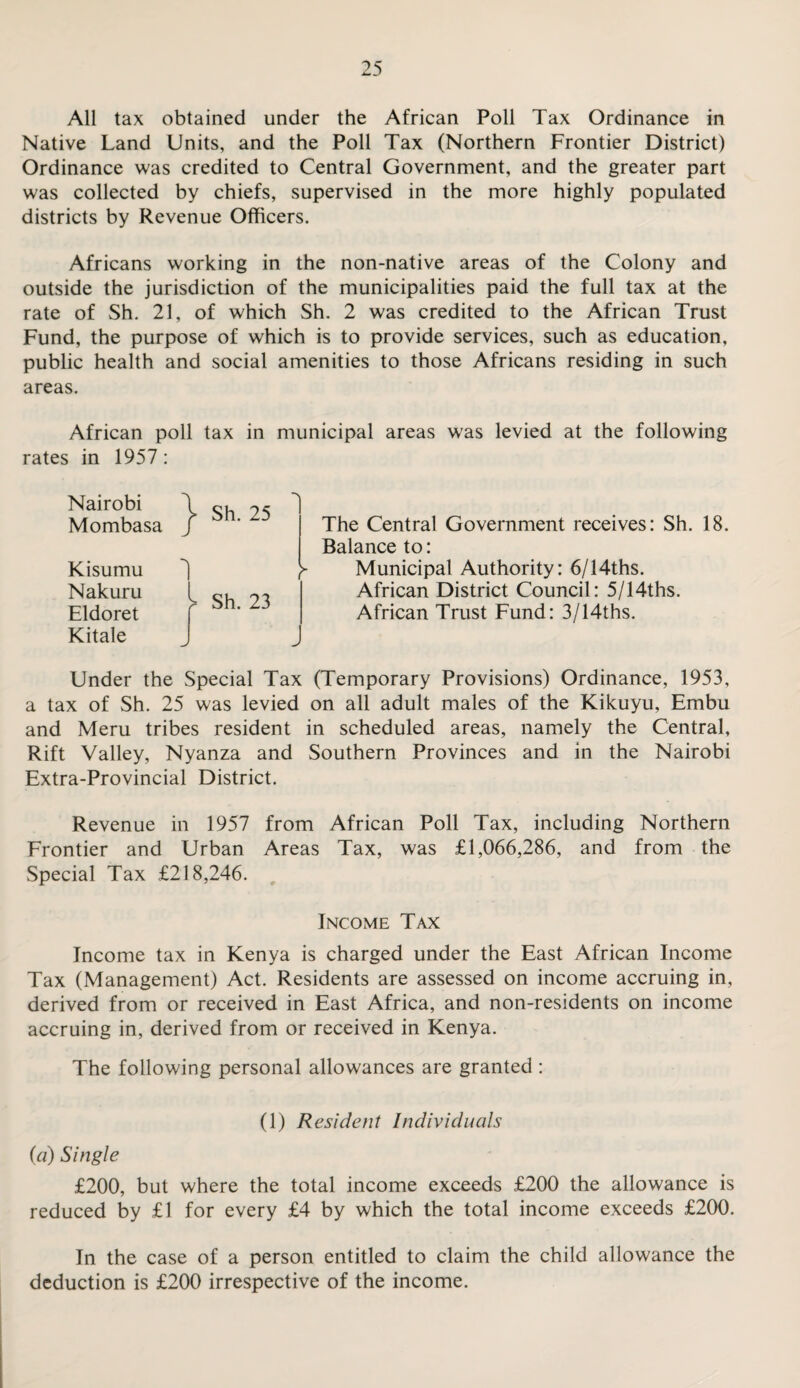 25
All tax obtained under the African Poll Tax Ordinance in
Native Land Units, and the Poll Tax (Northern Frontier District)
Ordinance was credited to Central Government, and the greater part
was collected by chiefs, supervised in the more highly populated
districts by Revenue Officers.
Africans working in the non-native areas of the Colony and
outside the jurisdiction of the municipalities paid the full tax at the
rate of Sh. 21, of which Sh. 2 was credited to the African Trust
Fund, the purpose of which is to provide services, such as education,
public health and social amenities to those Africans residing in such
areas.
African poll tax in municipal areas was levied at the following
rates in 1957:
Nairobi
Mombasa
} Sh. 25
Kisumu
Nakuru
Eldoret
Kitale
} Sh. 23
The Central Government receives: Sh. 18.
Balance to:
Municipal Authority: 6/14ths.
African District Council: 5/14ths.
African Trust Fund: 3/14ths.
Under the Special Tax (Temporary Provisions) Ordinance, 1953,
a tax of Sh. 25 was levied on all adult males of the Kikuyu, Embu
and Meru tribes resident in scheduled areas, namely the Central,
Rift Valley, Nyanza and Southern Provinces and in the Nairobi
Extra-Provincial District.
Revenue in 1957 from African Poll Tax, including Northern
Frontier and Urban Areas Tax, was £1,066,286, and from the
Special Tax £218,246.
Income Tax
Income tax in Kenya is charged under the East African Income
Tax (Management) Act. Residents are assessed on income accruing in,
derived from or received in East Africa, and non-residents on income
accruing in, derived from or received in Kenya.
The following personal allowances are granted :
(1) Resident Individuals
(a) Single
£200, but where the total income exceeds £200 the allowance is
reduced by £1 for every £4 by which the total income exceeds £200.
In the case of a person entitled to claim the child allowance the
deduction is £200 irrespective of the income.